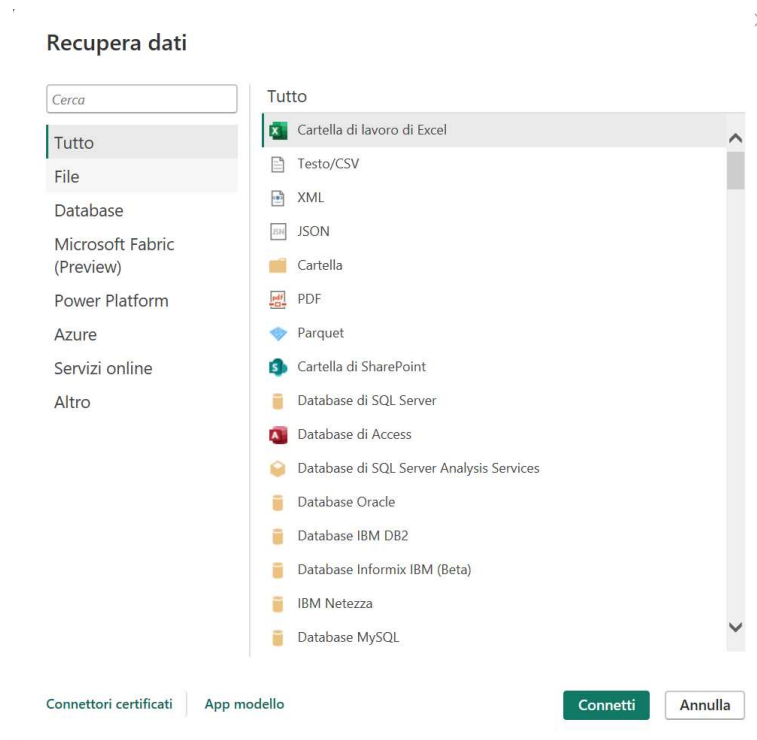 Recupera dati
Cerca
Tutto
File
Database
Microsoft Fabric
(Preview)
Power Platform
Azure
Servizi online
Altro
Tutto
Cartella di lavoro di Excel
Testo/CSV
XML
JSON
Cartella
PDF
Parquet
Cartella di SharePoint
Database di SQL Server
Database di Access
Database di SQL Server Analysis Services
Database Oracle
Database IBM DB2
Database Informix IBM (Beta)
IBM Netezza
Database MySQL
Connettori certificati
App modello
Connetti
Annulla